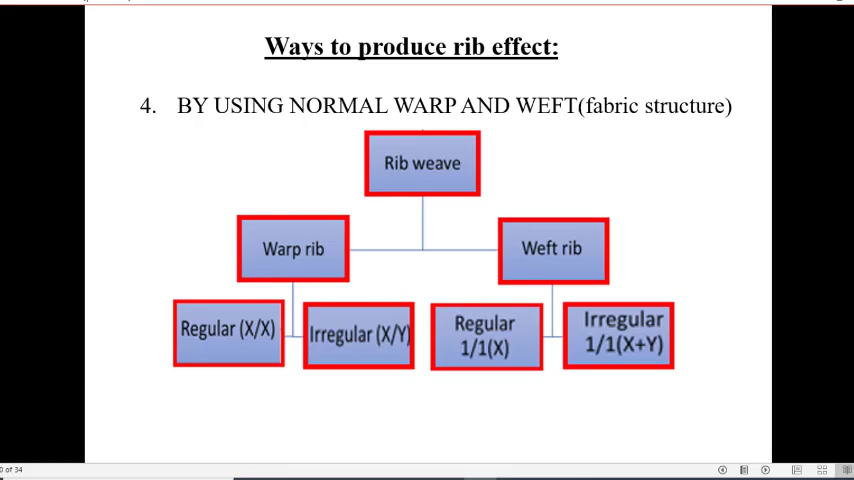 Ways to produce rib effect:
4. BY USING NORMAL WARP AND WEFT(fabric structure)
Rib weave
Warp rib
Weft rib
Regular (X/X)
Irregular (X/Y)
Regular
1/1(X)
Irregular
1/1(X+Y)
0 of 34